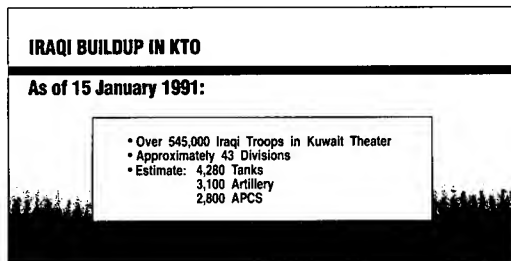 IRAQI BUILDUP IN KTO
As of 15 January 1991:
• Over 545,000 Iraqi Troops in Kuwait Theater
• Approximately 43 Divisions
• Estimate: 4,280 Tanks
3,100 Artillery
2,800 APCS